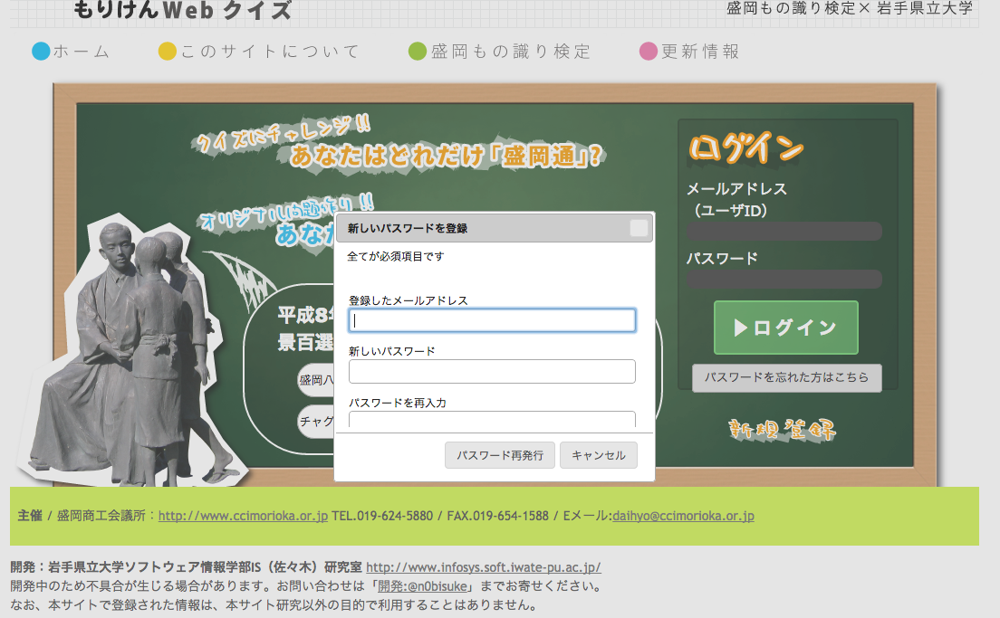 もりけんWeb クイズ
盛岡もの識り検定× 岩手県立大学
ホーム
このサイトについて
盛岡もの識り検定
更新情報
クイズにチャレンジ!!
あなたはどれだけ「盛岡通」?
オリジナル問題作り!!
あな
平成8
景百選
盛岡八
チャグ
ログイン
メールアドレス
（ユーザID）
パスワード
▶ログイン
パスワードを忘れた方はこちら
新規登録
新しいパスワードを登録
全てが必須項目です
登録したメールアドレス
新しいパスワード
パスワードを再入力
パスワード再発行
キャンセル
主催 / 盛岡商工会議所：http://www.ccimorioka.or.jp TEL.019-624-5880 / FAX.019-654-1588 / Eメール:daihyo@ccimorioka.or.jp
開発：岩手県立大学ソフトウェア情報学部IS（佐々木）研究室 http://www.infosys.soft.iwate-pu.ac.jp/
開発中のため不具合が生じる場合があります。お問い合わせは「開発:@n0bisuke」までお寄せください。
なお、本サイトで登録された情報は、本サイト研究以外の目的で利用することはありません。